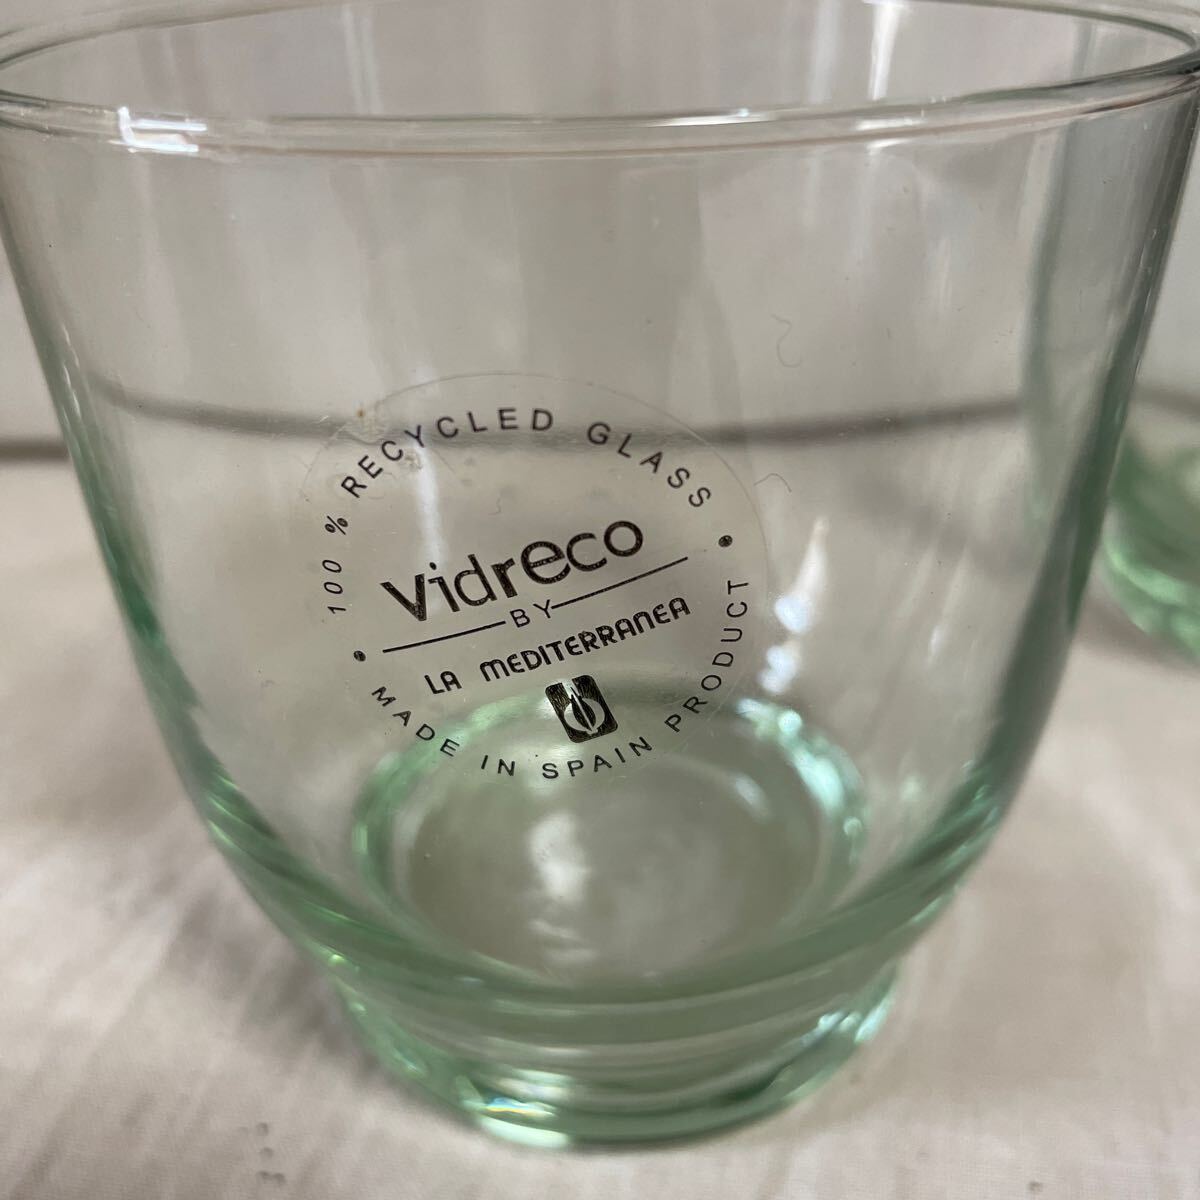 100 % RECYCLED GLASS
Vidreco
BY
LA MEDITERRANEA
MADE IN SPAIN PRODUCT